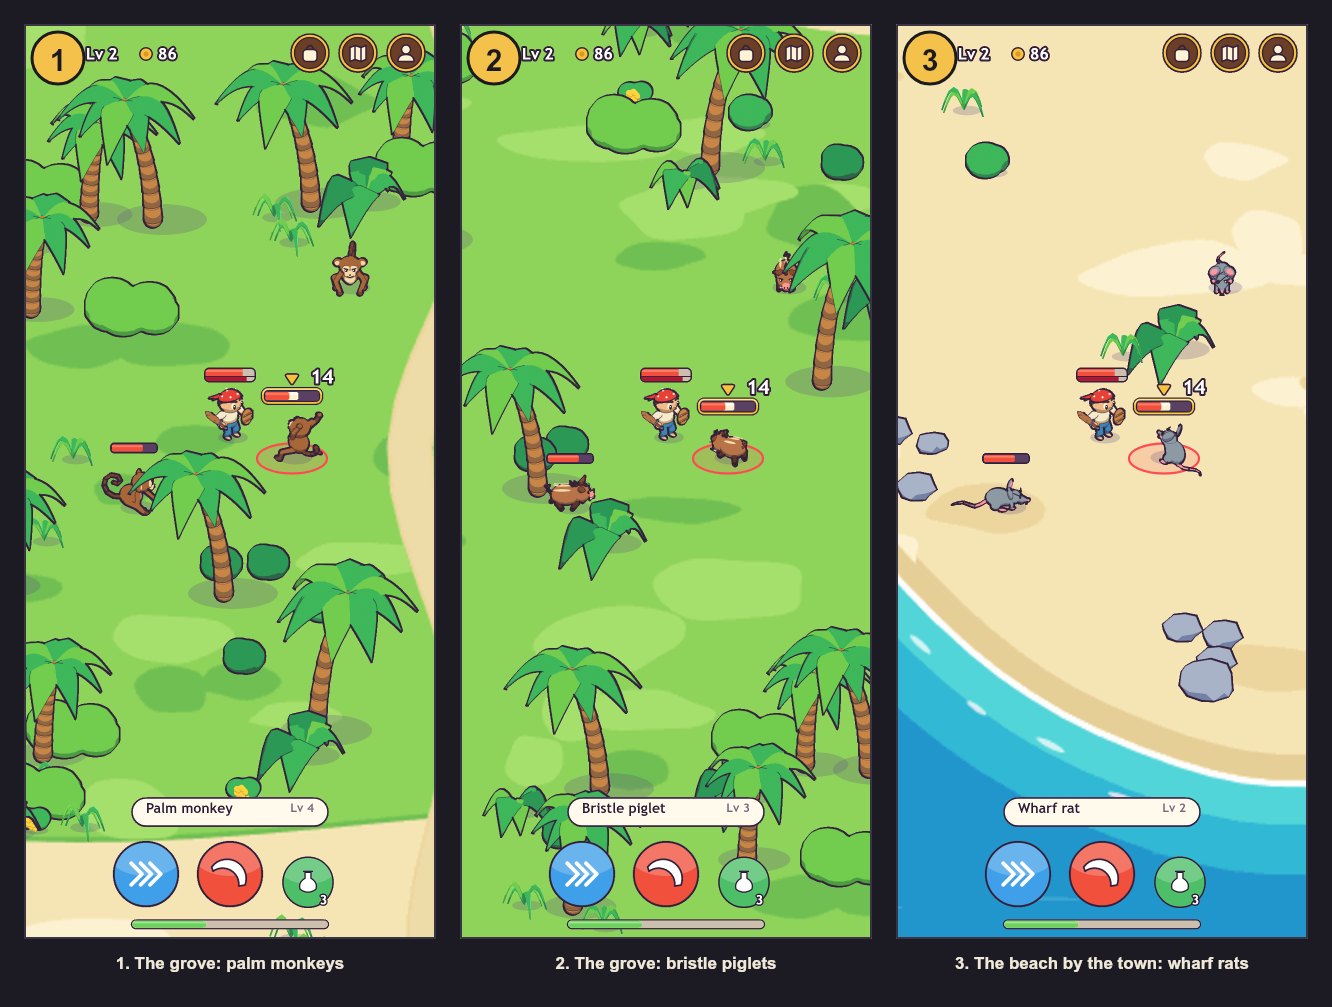 1
Lv 2
86
14
Palm monkey
Lv 4
3
1. The grove: palm monkeys
2
Lv 2
86
14
Bristle piglet
Lv 3
3
2. The grove: bristle piglets
3
Lv 2
86
14
Wharf rat
Lv 2
3
3. The beach by the town: wharf rats